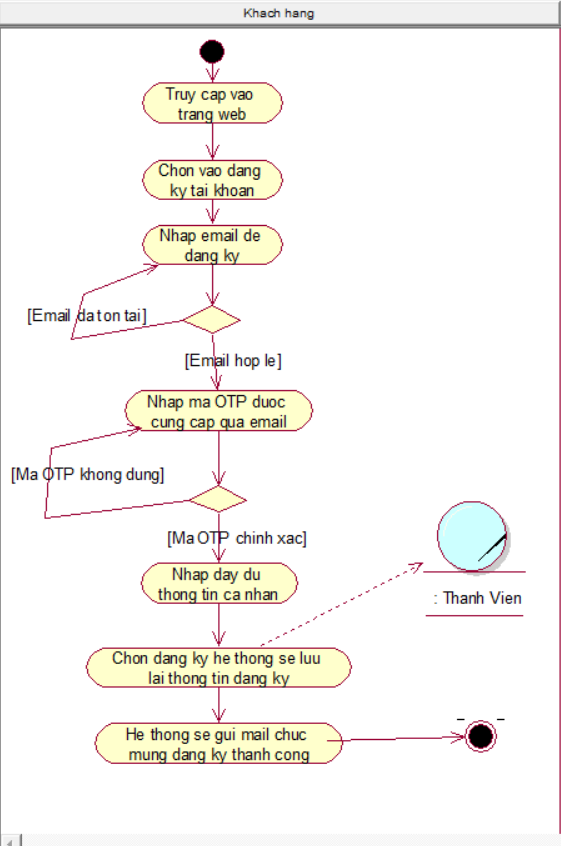 Khach hang
Truy cap vao
trang web
Chon vao dang
ky tai khoan
Nhap email de
dang ky
[Email da ton tai]
[Email hop le]
Nhap ma OTP duoc
cung cap qua email
[Ma OTP khong dung]
[Ma OTP chinh xac]
Nhap day du
thong tin ca nhan
: Thanh Vien
Chon dang ky he thong se luu
lai thong tin dang ky
He thong se gui mail chuc
mung dang ky thanh cong